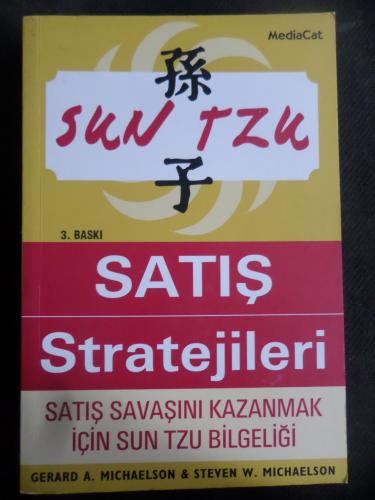 MediaCat
孫
SUN TZU
子
3. BASKI
SATIŞ
Stratejileri
SATIŞ SAVAŞINI KAZANMAK
İÇİN SUN TZU BİLGELİĞİ
GERARD A. MICHAELSON & STEVEN W. MICHAELSON